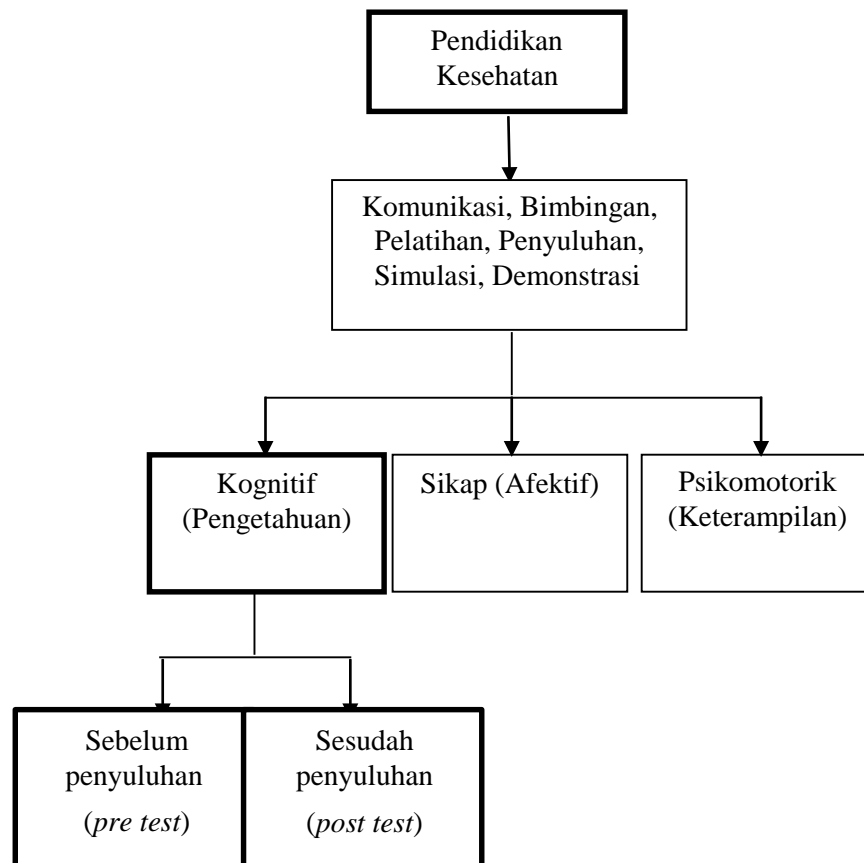 Pendidikan
Kesehatan
Komunikasi, Bimbingan,
Pelatihan, Penyuluhan,
Simulasi, Demonstrasi
Kognitif
(Pengetahuan)
Sikap (Afektif)
Psikomotorik
(Keterampilan)
Sebelum
penyuluhan
(pre test)
Sesudah
penyuluhan
(post test)